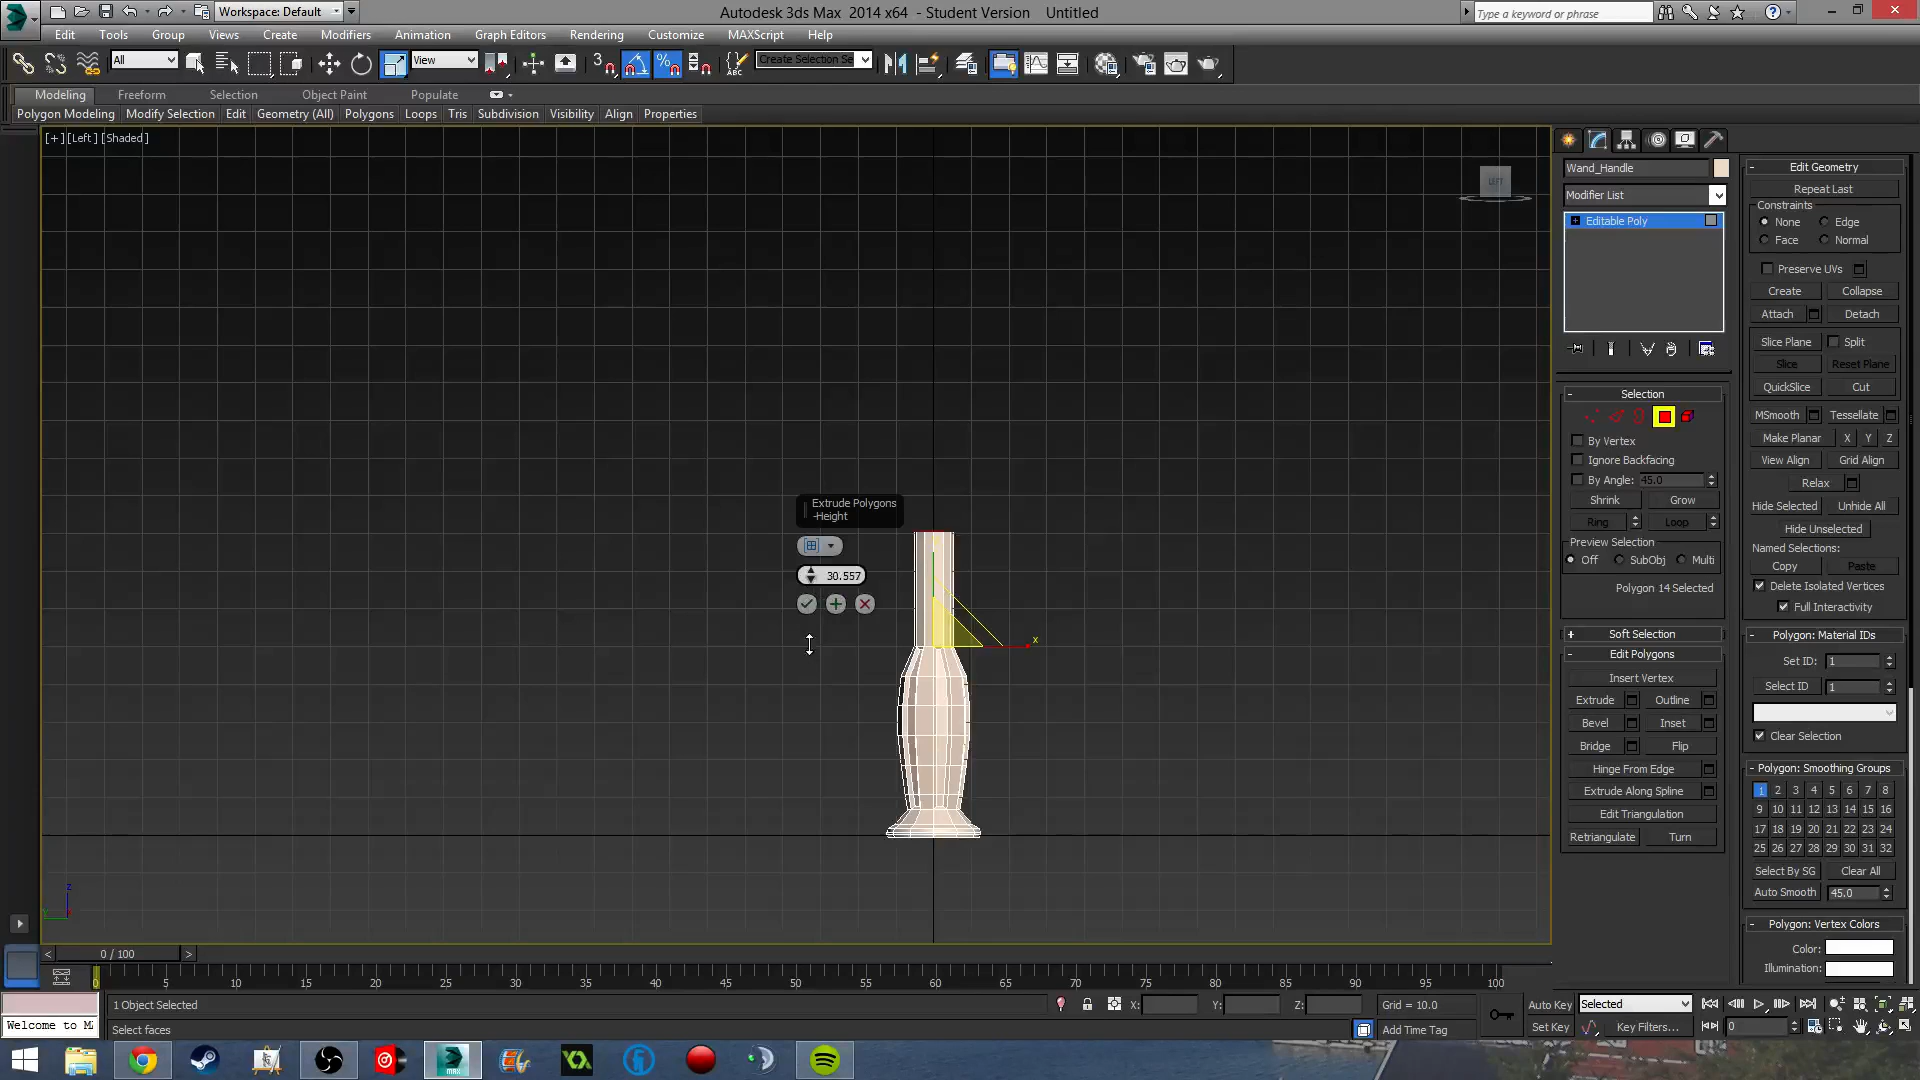 Workspace: Default
Autodesk 3ds Max 2014 x64 - Student Version Untitled
Type a keyword or phrase
Edit Tools Group Views Create Modifiers Animation Graph Editors Rendering Customize MAXScript Help
All
View
3
ABC
Create Selection Se
Modeling Freeform Selection Object Paint Populate
Polygon Modeling Modify Selection Edit Geometry (All) Polygons Loops Tris Subdivision Visibility Align Properties
[+] [Left] [Shaded]
LEFT
Extrude Polygons
-Height
30.557
x
z
Wand_Handle
Modifier List
Editable Poly
Selection
By Vertex
Ignore Backfacing
By Angle: 45.0
Shrink Grow
Ring Loop
Preview Selection
Off SubObj Multi
Polygon 14 Selected
Soft Selection
Edit Polygons
Insert Vertex
Extrude Outline
Bevel Inset
Bridge Flip
Hinge From Edge
Extrude Along Spline
Edit Triangulation
Retriangulate Turn
Edit Geometry
Repeat Last
Constraints
None Edge
Face Normal
Preserve UVs
Create Collapse
Attach Detach
Slice Plane Split
Slice Reset Plane
QuickSlice Cut
MSmooth Tessellate
Make Planar X Y Z
View Align Grid Align
Relax
Hide Selected Unhide All
Hide Unselected
Named Selections:
Copy Paste
Delete Isolated Vertices
Full Interactivity
Polygon: Material IDs
Set ID: 1
Select ID 1
Clear Selection
Polygon: Smoothing Groups
1 2 3 4 5 6 7 8
9 10 11 12 13 14 15 16
17 18 19 20 21 22 23 24
25 26 27 28 29 30 31 32
Select By SG Clear All
Auto Smooth 45.0
Polygon: Vertex Colors
Color:
Illumination:
< 0 / 100 >
0 5 10 15 20 25 30 35 40 45 50 55 60 65 70 75 80 85 90 95 100
1 Object Selected
X: Y: Z: Grid = 10.0
Auto Key Selected
Welcome to M
Select faces
Add Time Tag
Set Key Key Filters... 0
MAX